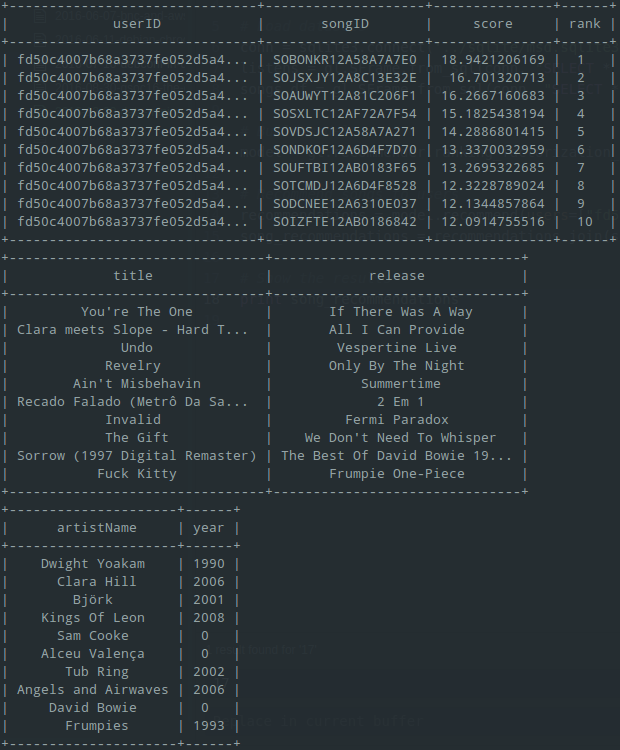 +-------------------------------+--------------------+---------------+------+
| userID | songID | score | rank |
+-------------------------------+--------------------+---------------+------+
| fd50c4007b68a3737fe052d5a4... | SOBONKR12A58A7A7E0 | 18.9421206169 | 1 |
| fd50c4007b68a3737fe052d5a4... | SOJSXJY12A8C13E32E | 16.701320713 | 2 |
| fd50c4007b68a3737fe052d5a4... | SOAUWYT12A81C206F1 | 16.2667160683 | 3 |
| fd50c4007b68a3737fe052d5a4... | SOSXLTC12AF72A7F54 | 15.1825438194 | 4 |
| fd50c4007b68a3737fe052d5a4... | SOVDSJC12A58A7A271 | 14.2886801415 | 5 |
| fd50c4007b68a3737fe052d5a4... | SONDKOF12A6D4F7D70 | 13.3370032959 | 6 |
| fd50c4007b68a3737fe052d5a4... | SOUFTBI12AB0183F65 | 13.2695322685 | 7 |
| fd50c4007b68a3737fe052d5a4... | SOTCMDJ12A6D4F8528 | 12.3228789024 | 8 |
| fd50c4007b68a3737fe052d5a4... | SODCNEE12A6310E037 | 12.1344857864 | 9 |
| fd50c4007b68a3737fe052d5a4... | SOIZFTE12AB0186842 | 12.0914755516 | 10 |
+-------------------------------+--------------------+---------------+------+
+--------------------------------+-------------------------------+
| title | release |
+--------------------------------+-------------------------------+
| You're The One | If There Was A Way |
| Clara meets Slope - Hard T... | All I Can Provide |
| Undo | Vespertine Live |
| Revelry | Only By The Night |
| Ain't Misbehavin | Summertime |
| Recado Falado (Metrô Da Sa... | 2 Em 1 |
| Invalid | Fermi Paradox |
| The Gift | We Don't Need To Whisper |
| Sorrow (1997 Digital Remaster) | The Best Of David Bowie 19... |
| Fuck Kitty | Frumpie One-Piece |
+--------------------------------+-------------------------------+
+---------------------+------+
| artistName | year |
+---------------------+------+
| Dwight Yoakam | 1990 |
| Clara Hill | 2006 |
| Björk | 2001 |
| Kings Of Leon | 2008 |
| Sam Cooke | 0 |
| Alceu Valença | 0 |
| Tub Ring | 2002 |
| Angels and Airwaves | 2006 |
| David Bowie | 0 |
| Frumpies | 1993 |
+---------------------+------+